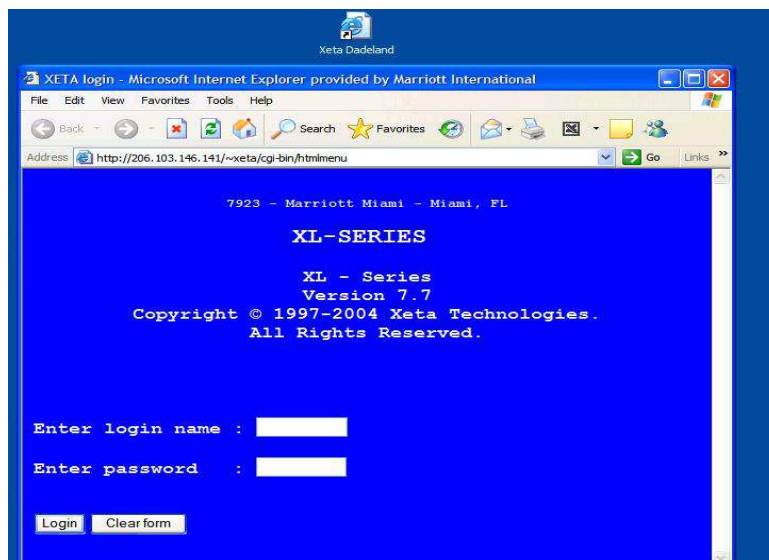 Xeta Dadeland
XETA login - Microsoft Internet Explorer provided by Marriott International
File Edit View Favorites Tools Help
Back Search Favorites
Address http://206.103.146.141/~xeta/cgi-bin/htmlmenu Go Links »
7923 - Marriott Miami - Miami, FL
XL-SERIES
XL - Series
Version 7.7
Copyright © 1997-2004 Xeta Technologies.
All Rights Reserved.
Enter login name :
Enter password :
Login Clear form